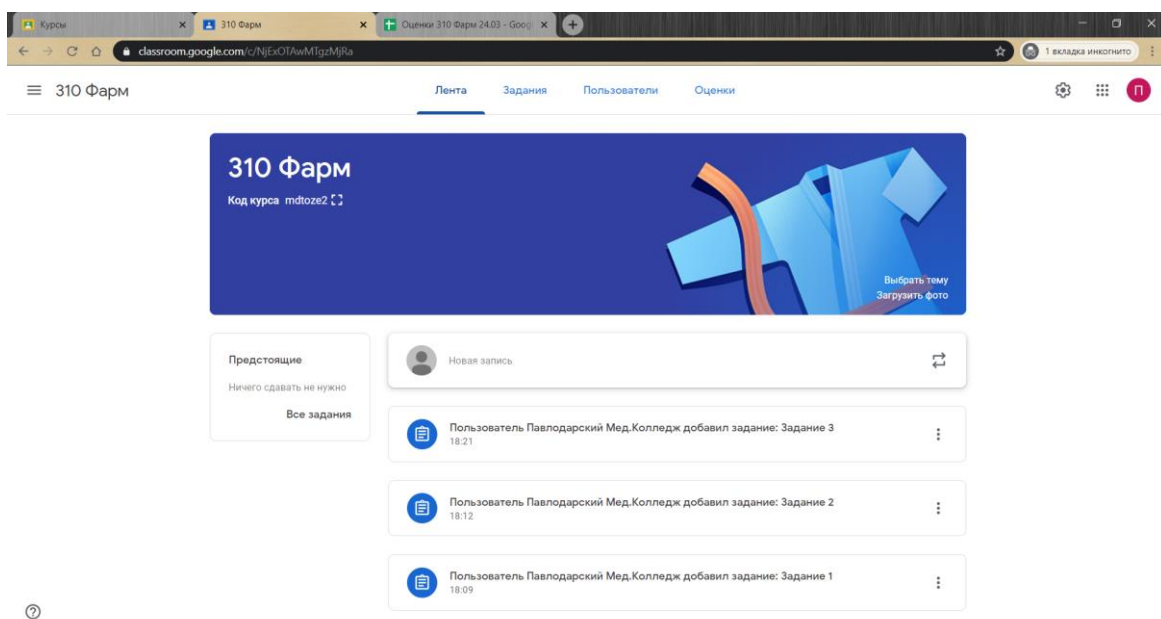 Курсы
310 Фарм
Оценки 310 Фарм 24.03 - Goog
classroom.google.com/c/NjExOTAwMTgzMjRa
1 вкладка инкогнито
310 Фарм
Лента
Задания
Пользователи
Оценки
П
310 Фарм
Код курса mdtoze2
Выбрать тему
Загрузить фото
Предстоящие
Ничего сдавать не нужно
Все задания
Новая запись
Пользователь Павлодарский Мед.Колледж добавил задание: Задание 3
18:21
Пользователь Павлодарский Мед.Колледж добавил задание: Задание 2
18:12
Пользователь Павлодарский Мед.Колледж добавил задание: Задание 1
18:09